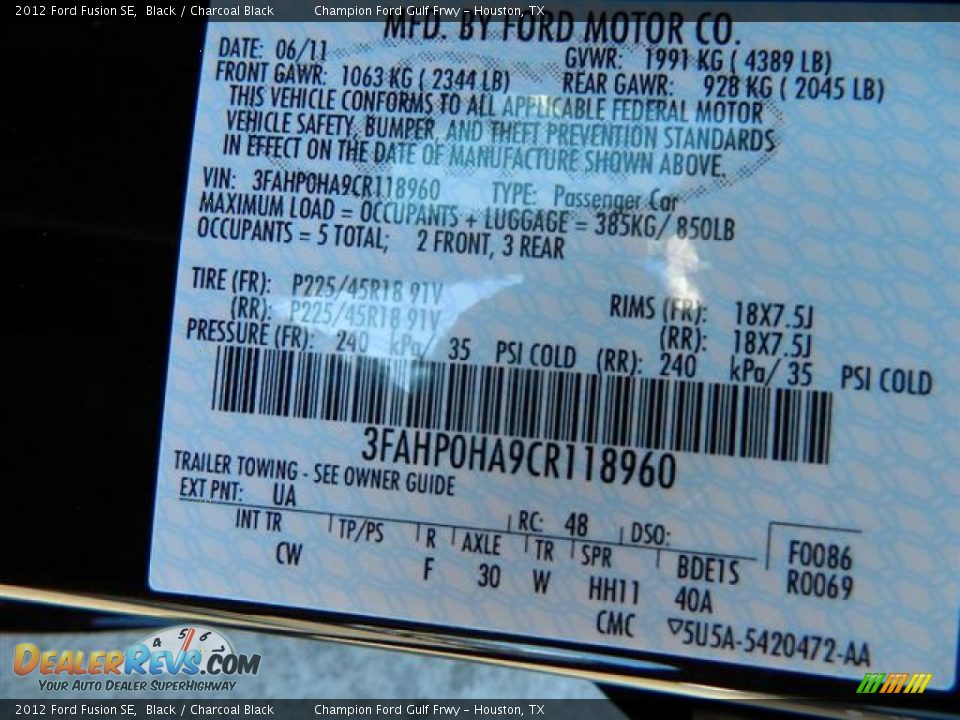 2012 Ford Fusion SE, Black / Charcoal Black Champion Ford Gulf Frwy - Houston, TX
MFD. BY FORD MOTOR CO.
DATE: 06/11 GVWR: 1991 KG ( 4389 LB)
FRONT GAWR: 1063 KG ( 2344 LB) REAR GAWR: 928 KG ( 2045 LB)
THIS VEHICLE CONFORMS TO ALL APPLICABLE FEDERAL MOTOR
VEHICLE SAFETY, BUMPER, AND THEFT PREVENTION STANDARDS
IN EFFECT ON THE DATE OF MANUFACTURE SHOWN ABOVE.
VIN: 3FAHP0HA9CR118960 TYPE: Passenger Car
MAXIMUM LOAD = OCCUPANTS + LUGGAGE = 385KG/ 850LB
OCCUPANTS = 5 TOTAL; 2 FRONT, 3 REAR
TIRE (FR): P225/45R18 91V RIMS (FR): 18X7.5J
(RR): P225/45R18 91V (RR): 18X7.5J
PRESSURE (FR): 240 kPa/ 35 PSI COLD (RR): 240 kPa/ 35 PSI COLD
3FAHP0HA9CR118960
TRAILER TOWING - SEE OWNER GUIDE
EXT PNT: UA RC: 48 DSO:
INT TR TP/PS R AXLE TR SPR BDE1S F0086
CW F 30 W HH11 40A R0069
CMC ▽5U5A-5420472-AA
4 5 6
DEALERREVS.COM
YOUR AUTO DEALER SUPERHIGHWAY
2012 Ford Fusion SE, Black / Charcoal Black Champion Ford Gulf Frwy - Houston, TX